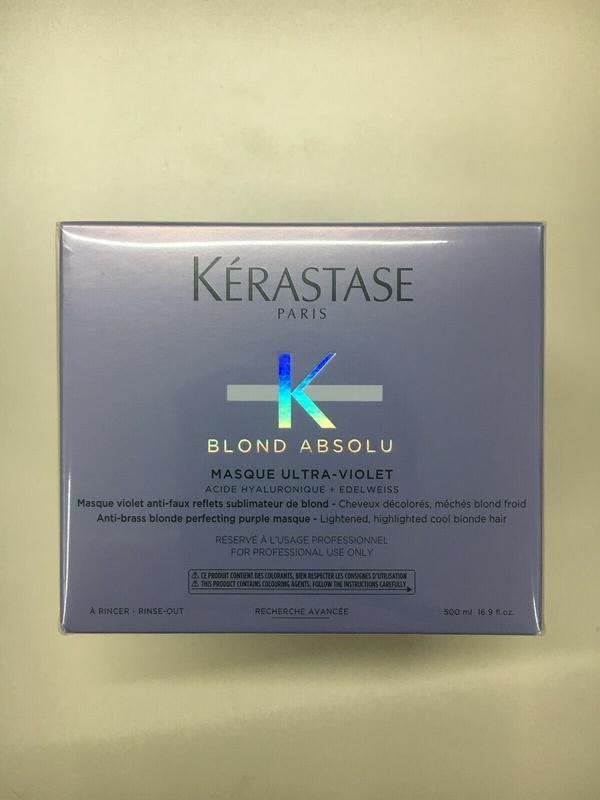 KÉRASTASE
PARIS
K
BLOND ABSOLU
MASQUE ULTRA-VIOLET
ACIDE HYALURONIQUE + EDELWEISS
Masque violet anti-faux reflets sublimateur de blond - Cheveux décolorés, méchés blond froid
Anti-brass blonde perfecting purple masque - Lightened, highlighted cool blonde hair
RÉSERVÉ À L'USAGE PROFESSIONNEL
FOR PROFESSIONAL USE ONLY
⚠ CE PRODUIT CONTIENT DES COLORANTS, BIEN RESPECTER LES CONSIGNES D'UTILISATION
⚠ THIS PRODUCT CONTAINS COLOURING AGENTS, FOLLOW THE INSTRUCTIONS CAREFULLY
À RINCER - RINSE-OUT RECHERCHE AVANCÉE 500 ml 16.9 fl.oz.